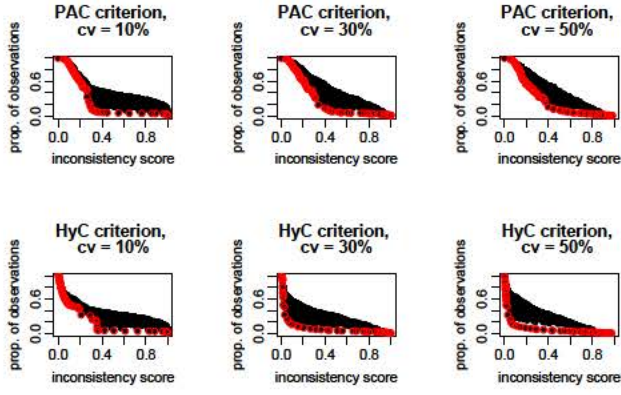 PAC criterion,
cv = 10%
prop. of observations
0.0 0.6
0.0 0.4 0.8
inconsistency score
PAC criterion,
cv = 30%
prop. of observations
0.0 0.6
0.0 0.4 0.8
inconsistency score
PAC criterion,
cv = 50%
prop. of observations
0.0 0.6
0.0 0.4 0.8
inconsistency score
HyC criterion,
cv = 10%
prop. of observations
0.0 0.6
0.0 0.4 0.8
inconsistency score
HyC criterion,
cv = 30%
prop. of observations
0.0 0.6
0.0 0.4 0.8
inconsistency score
HyC criterion,
cv = 50%
prop. of observations
0.0 0.6
0.0 0.4 0.8
inconsistency score